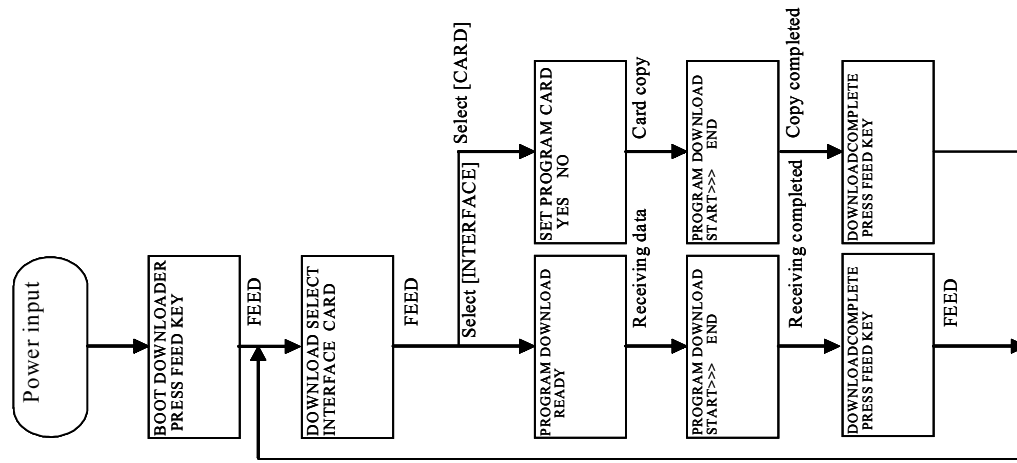 Power input
BOOT DOWNLOADER
PRESS FEED KEY
FEED
DOWNLOAD SELECT
INTERFACE CARD
FEED
Select [INTERFACE]
Select [CARD]
PROGRAM DOWNLOAD
READY
Receiving data
PROGRAM DOWNLOAD
START>>> END
Receiving completed
DOWNLOADCOMPLETE
PRESS FEED KEY
FEED
SET PROGRAM CARD
YES NO
Card copy
PROGRAM DOWNLOAD
START>>> END
Copy completed
DOWNLOADCOMPLETE
PRESS FEED KEY